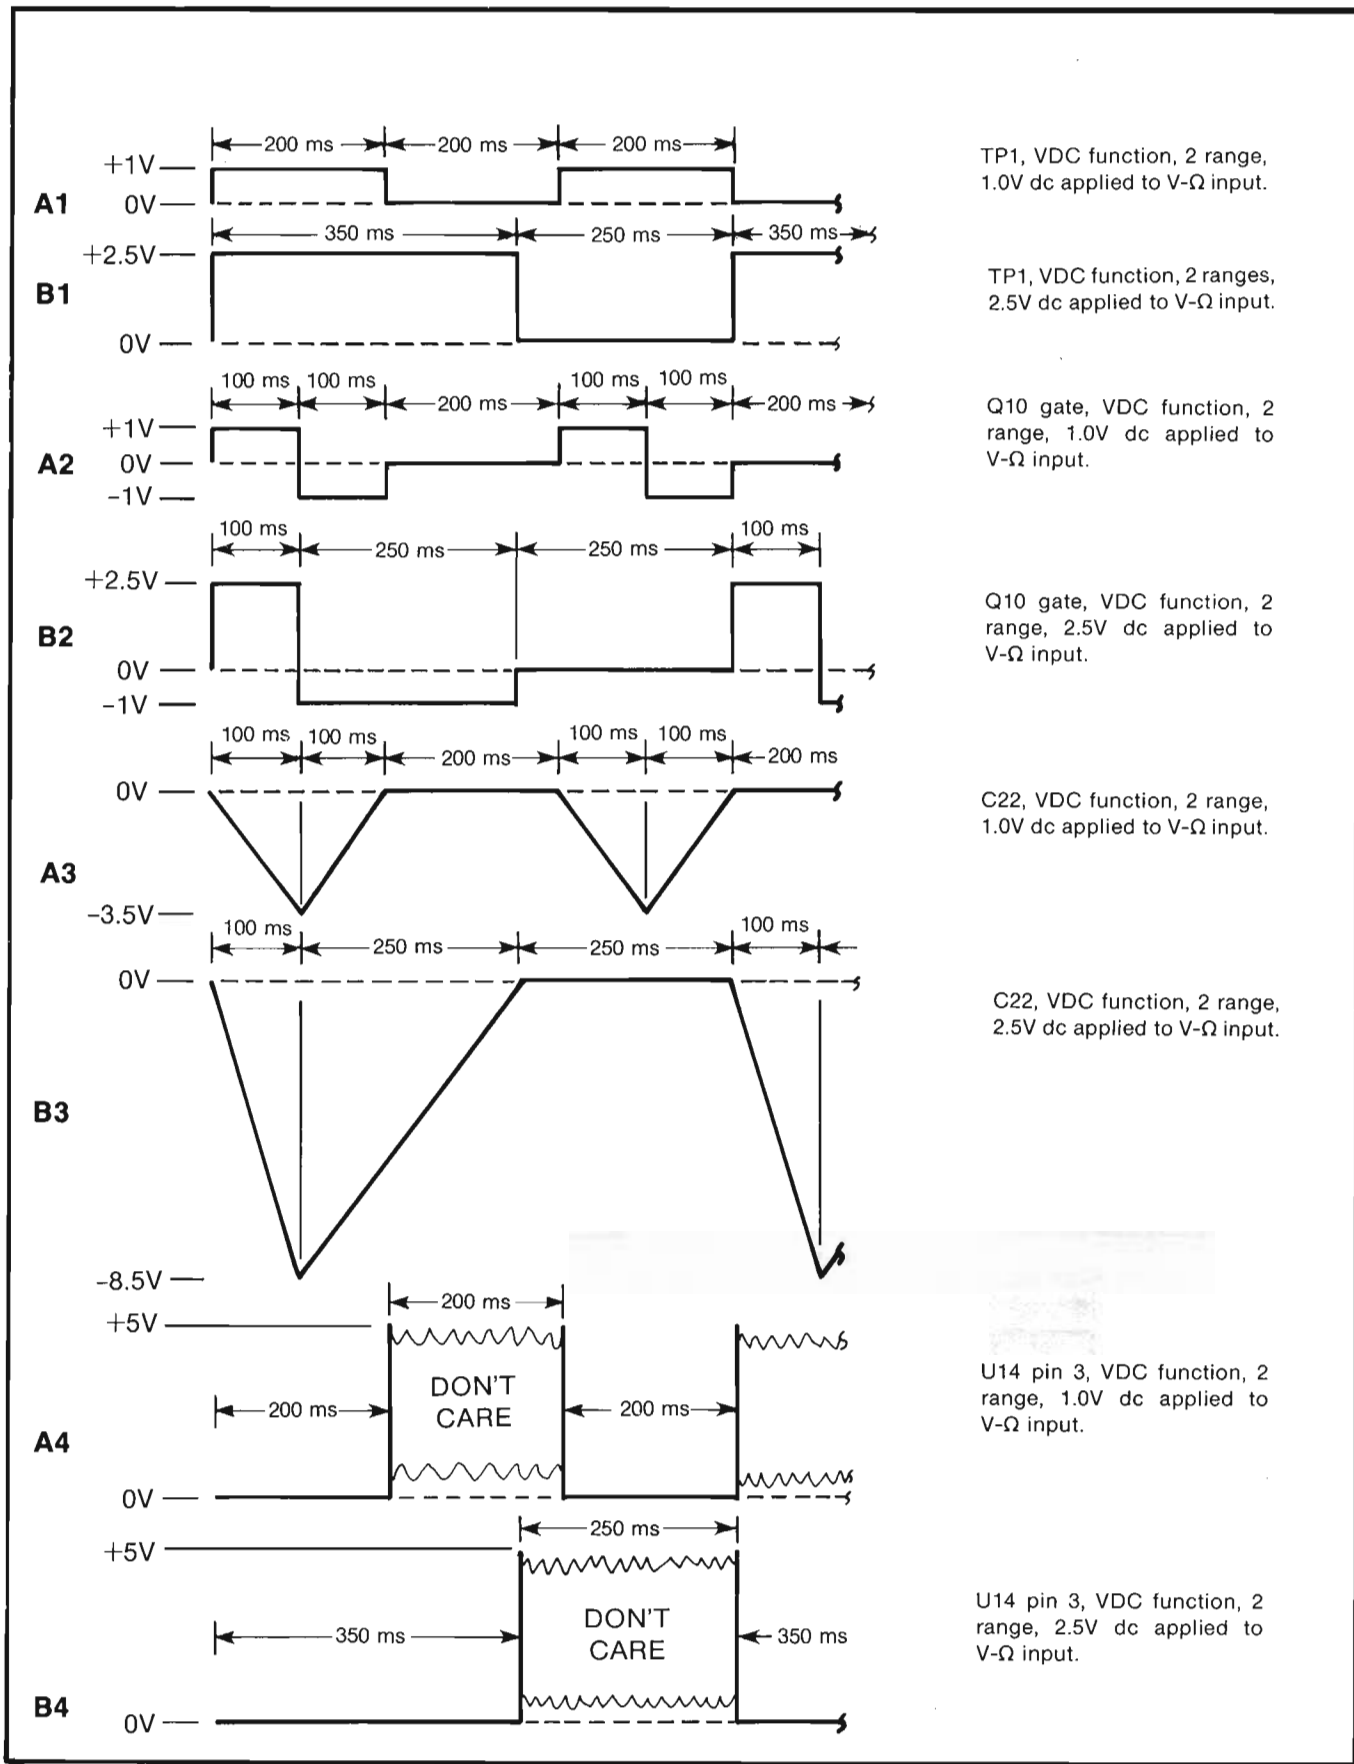 200 ms 200 ms 200 ms
+1V
A1
0V
TP1, VDC function, 2 range,
1.0V dc applied to V-Ω input.
350 ms 250 ms 350 ms
+2.5V
B1
0V
TP1, VDC function, 2 ranges,
2.5V dc applied to V-Ω input.
100 ms 100 ms 200 ms 100 ms 100 ms 200 ms
+1V
A2
0V
-1V
Q10 gate, VDC function, 2
range, 1.0V dc applied to
V-Ω input.
100 ms 250 ms 250 ms 100 ms
+2.5V
B2
0V
-1V
Q10 gate, VDC function, 2
range, 2.5V dc applied to
V-Ω input.
100 ms 100 ms 200 ms 100 ms 100 ms 200 ms
0V
A3
-3.5V
C22, VDC function, 2 range,
1.0V dc applied to V-Ω input.
100 ms 250 ms 250 ms 100 ms
0V
B3
-8.5V
C22, VDC function, 2 range,
2.5V dc applied to V-Ω input.
200 ms
+5V
DON'T
CARE
200 ms 200 ms
A4
0V
U14 pin 3, VDC function, 2
range, 1.0V dc applied to
V-Ω input.
250 ms
+5V
DON'T
CARE
350 ms 350 ms
B4
0V
U14 pin 3, VDC function, 2
range, 2.5V dc applied to
V-Ω input.